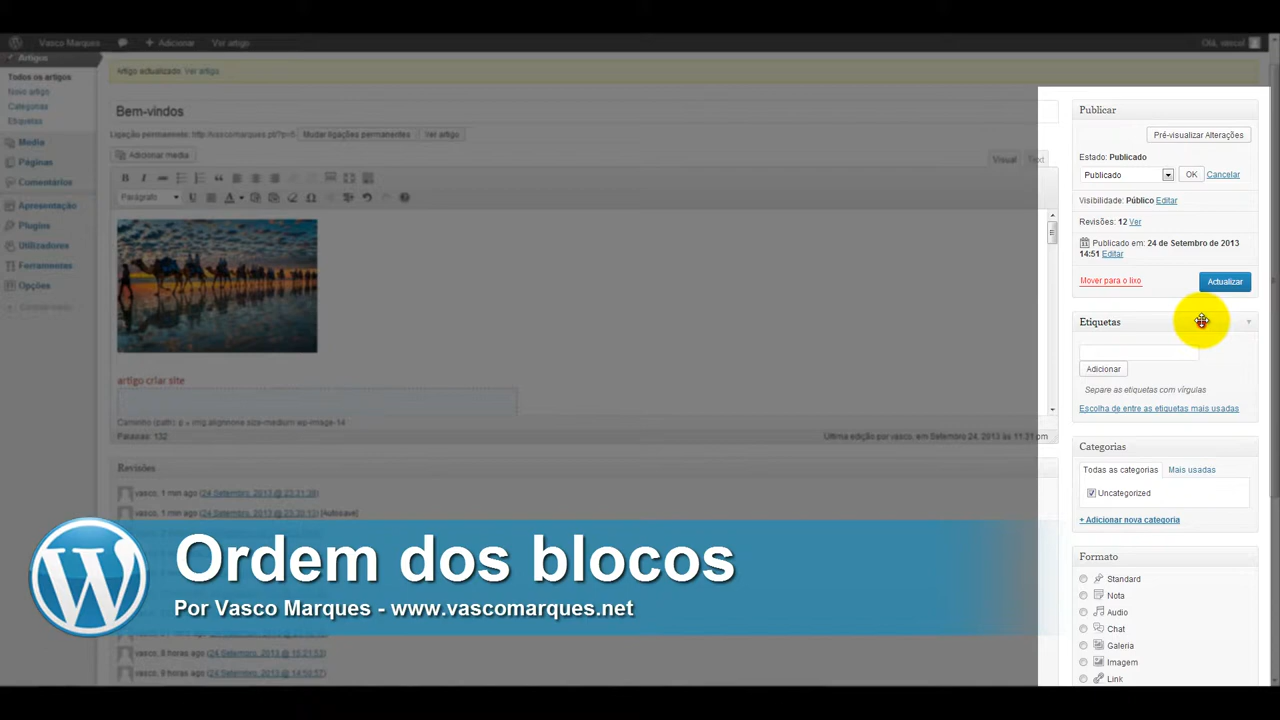 Vasco Marques
Adicionar
Ver artigo
Olá, vasco!
Artigos
Todos os artigos
Novo artigo
Categorias
Etiquetas
Media
Páginas
Comentários
Apresentação
Plugins
Utilizadores
Ferramentas
Opções
Artigo actualizado. Ver artigo
Bem-vindos
Ligação permanente: http://vascomarques.pt/?p=5 Mudar ligações permanentes Ver artigo
Adicionar media
Visual
Text
Parágrafo
artigo criar site
Caminho (path): p » img.alignnone.size-medium.wp-image-14
Palavras: 132
Última edição por vasco, em Setembro 24, 2013 às 11:31 pm
Revisões
vasco, 1 min ago (24 Setembro, 2013 @ 23:31:28)
vasco, 1 min ago (24 Setembro, 2013 @ 23:30:13) [Autosave]
Ordem dos blocos
Por Vasco Marques - www.vascomarques.net
vasco, 8 horas ago (24 Setembro, 2013 @ 15:21:53)
vasco, 9 horas ago (24 Setembro, 2013 @ 14:59:57)
Publicar
Pré-visualizar Alterações
Estado: Publicado
Publicado OK Cancelar
Visibilidade: Público Editar
Revisões: 12 Ver
Publicado em: 24 de Setembro de 2013
14:51 Editar
Mover para o lixo
Actualizar
Etiquetas
Adicionar
Separe as etiquetas com vírgulas
Escolha de entre as etiquetas mais usadas
Categorias
Todas as categorias Mais usadas
Uncategorized
+ Adicionar nova categoria
Formato
Standard
Nota
Audio
Chat
Galeria
Imagem
Link